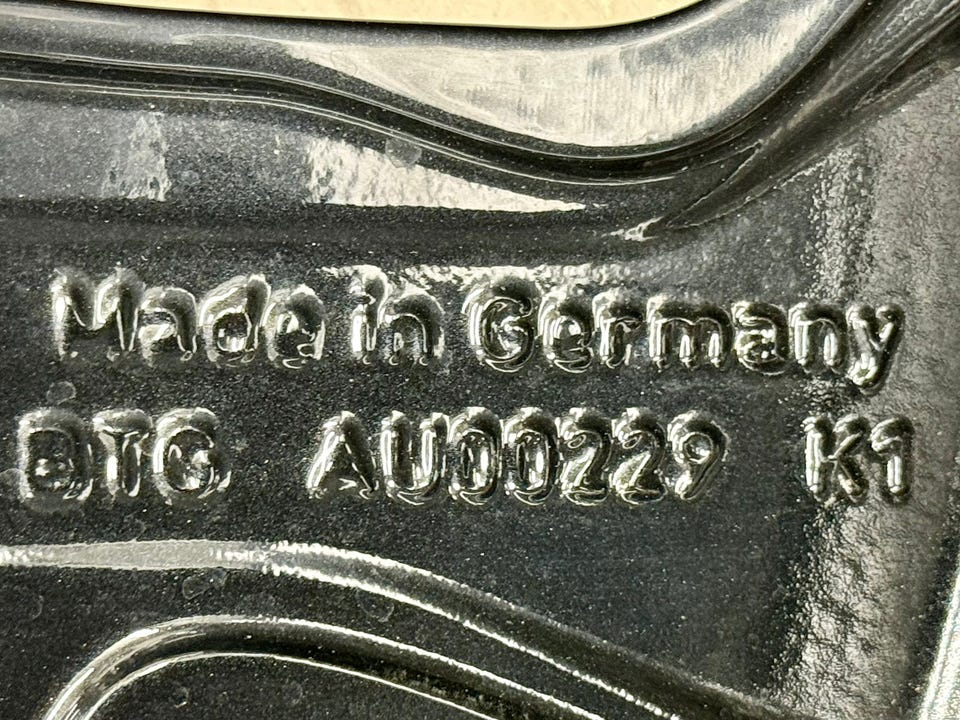 Made in Germany
BTG AU00229 K1